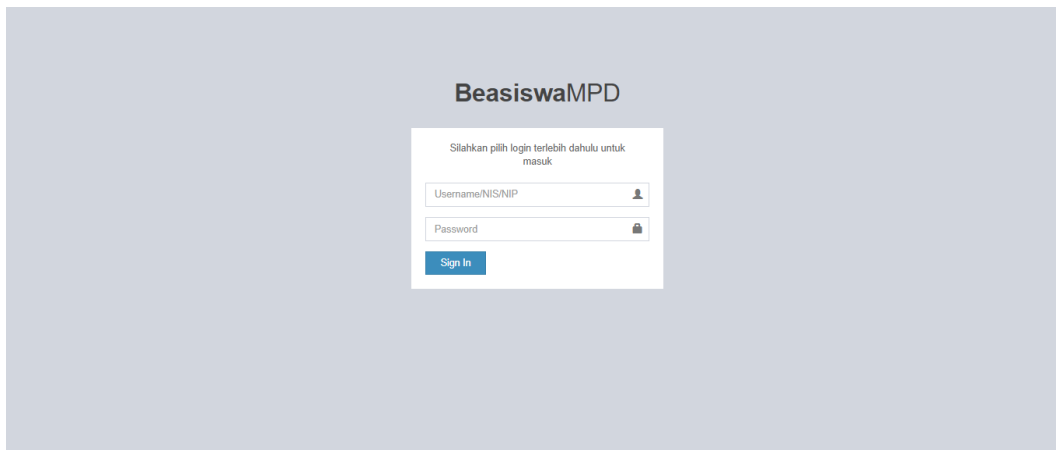 BeasiswaMPD
Silahkan pilih login terlebih dahulu untuk
masuk
Username/NIS/NIP
Password
Sign In